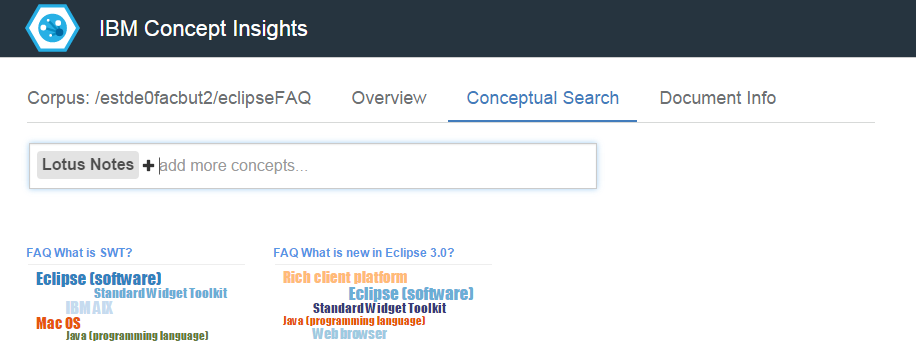 IBM Concept Insights
Corpus: /estde0facbut2/eclipseFAQ Overview Conceptual Search Document Info
Lotus Notes + add more concepts...
FAQ What is SWT?
Eclipse (software)
Standard Widget Toolkit
IBM AIX
Mac OS
Java (programming language)
FAQ What is new in Eclipse 3.0?
Rich client platform
Eclipse (software)
Standard Widget Toolkit
Java (programming language)
Web browser